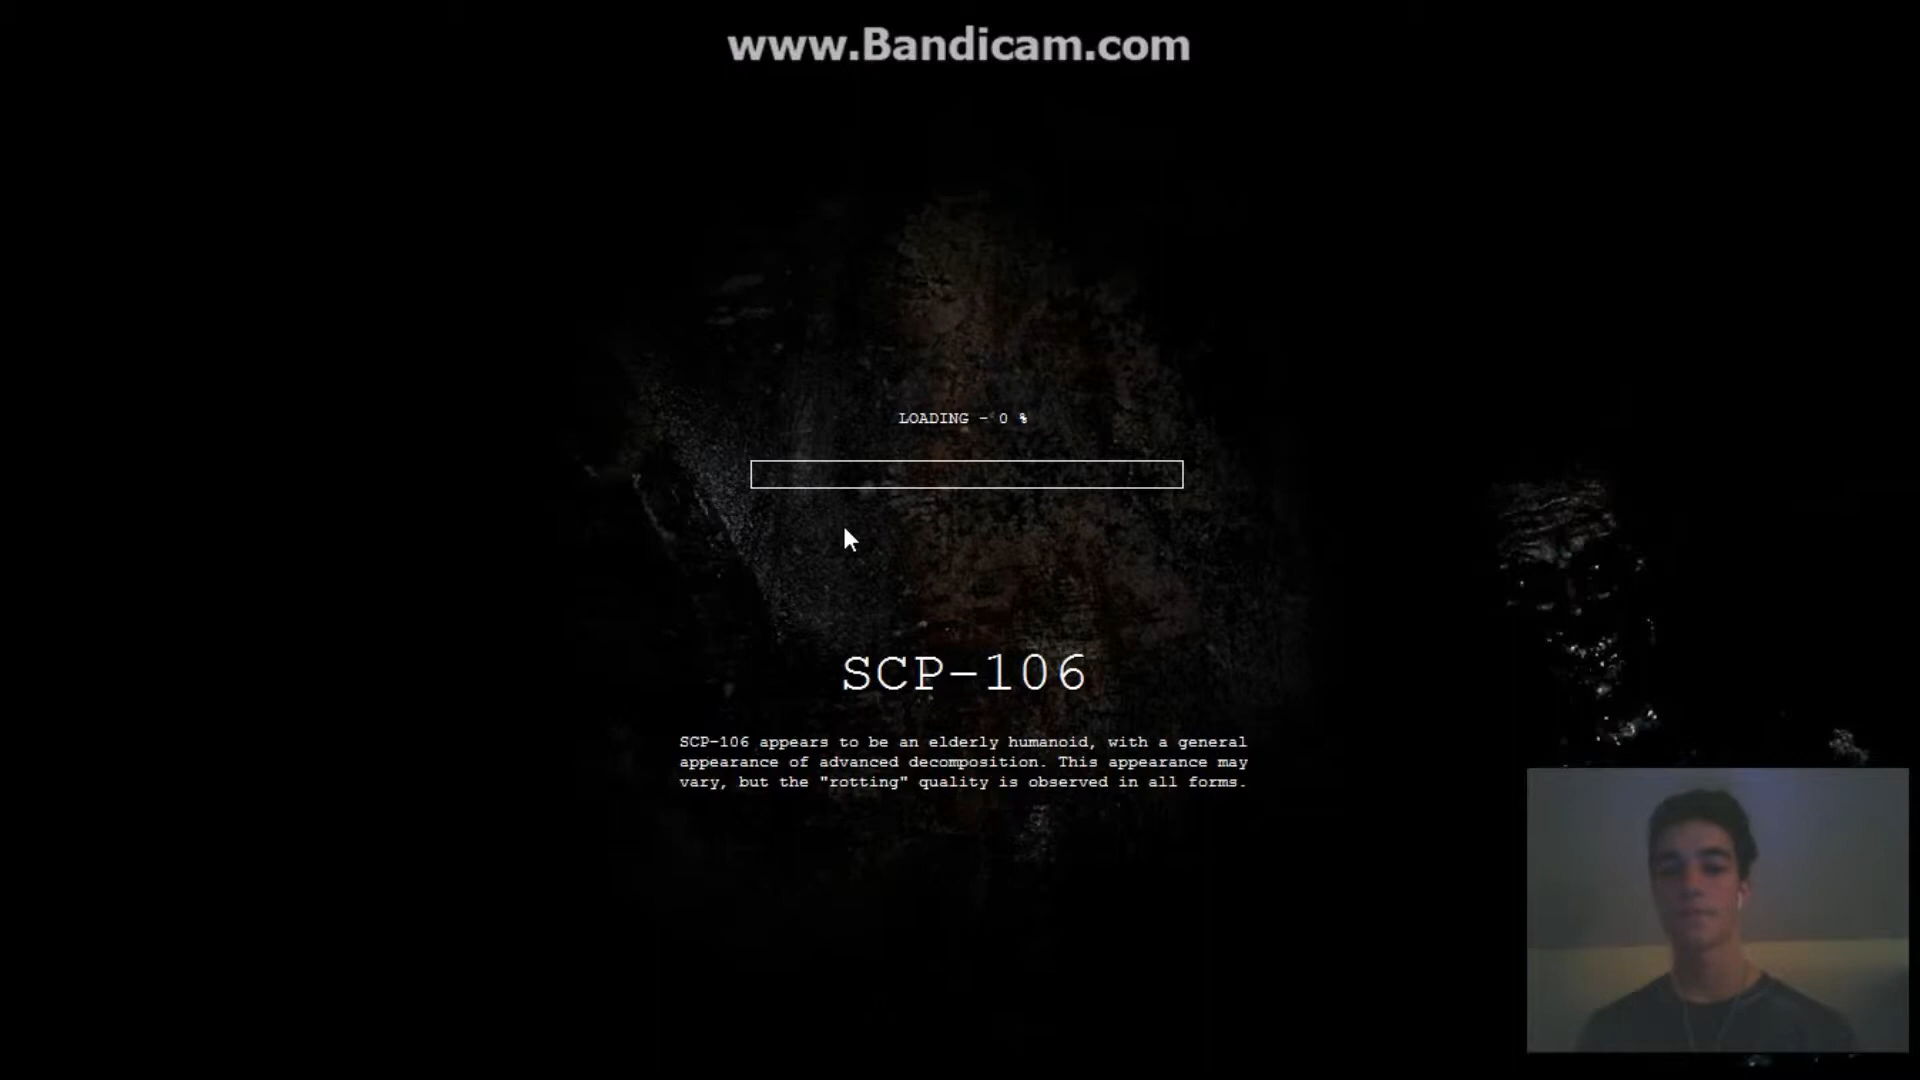 www.Bandicam.com
LOADING - 0 %
SCP-106
SCP-106 appears to be an elderly humanoid, with a general
appearance of advanced decomposition. This appearance may
vary, but the "rotting" quality is observed in all forms.